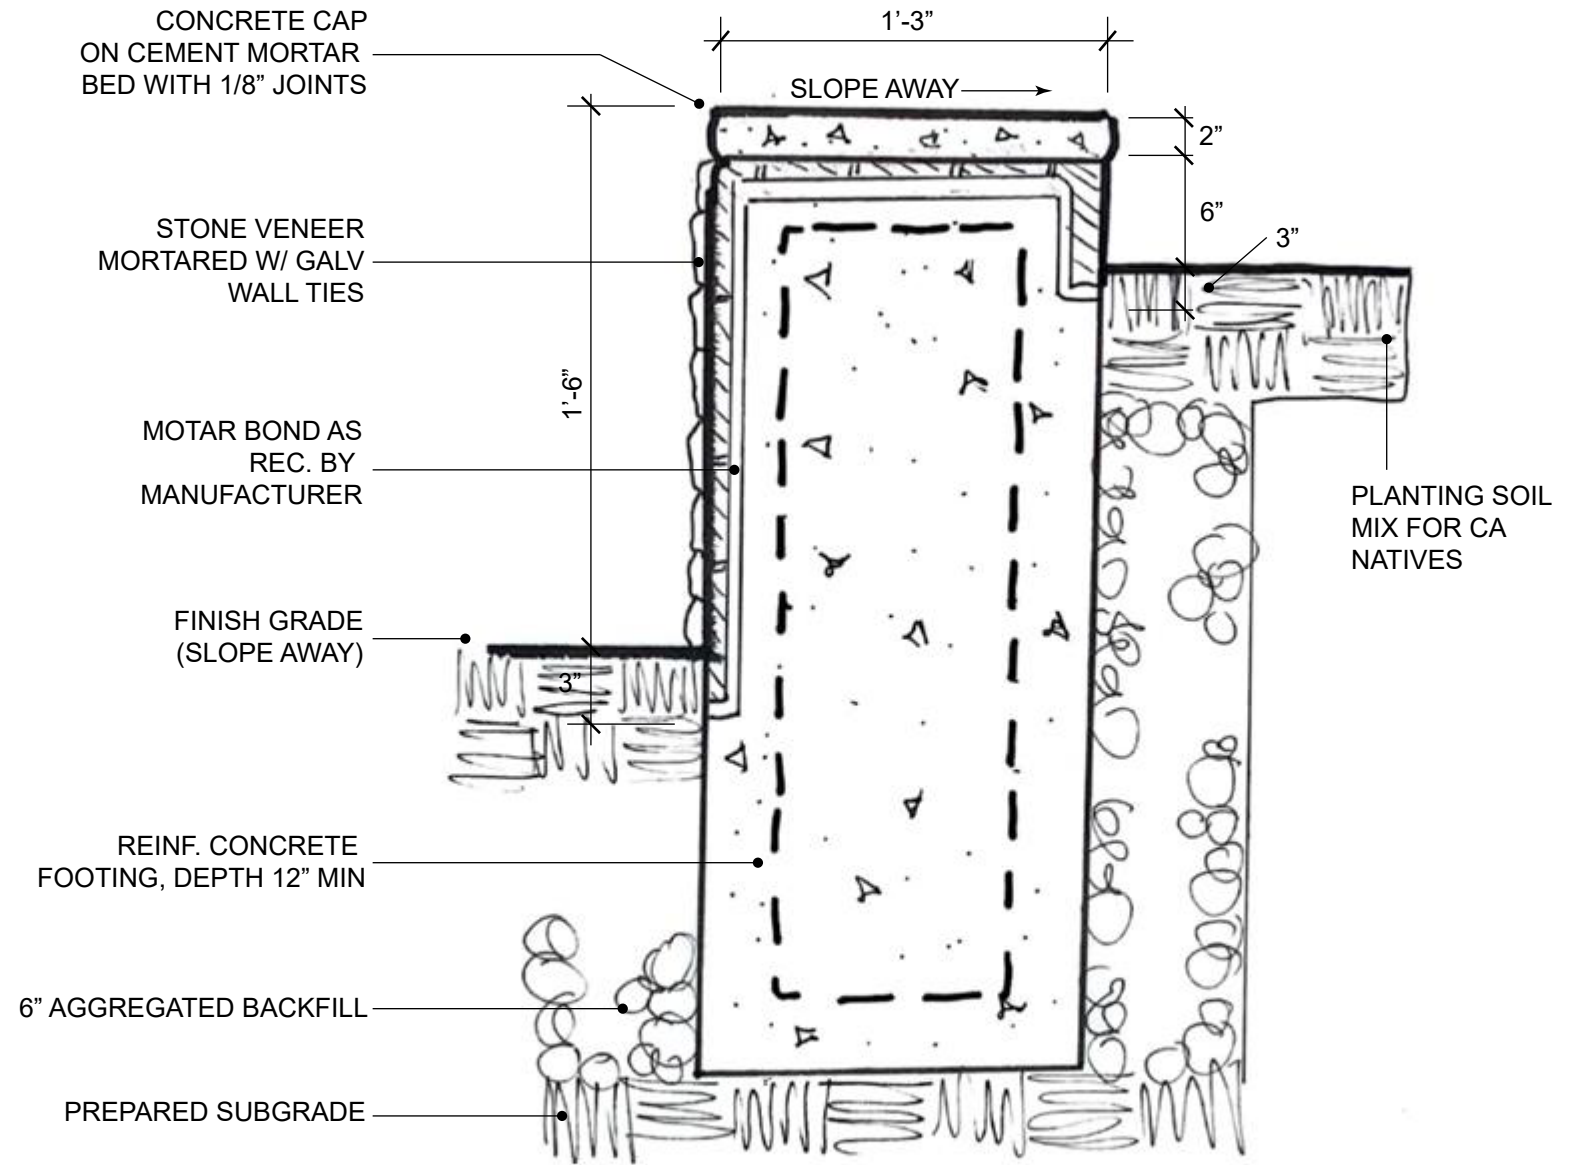 CONCRETE CAP
ON CEMENT MORTAR
BED WITH 1/8” JOINTS
1’-3”
SLOPE AWAY
2”
6”
3”
STONE VENEER
MORTARED W/ GALV
WALL TIES
1’-6”
MOTAR BOND AS
REC. BY
MANUFACTURER
PLANTING SOIL
MIX FOR CA
NATIVES
FINISH GRADE
(SLOPE AWAY)
3”
REINF. CONCRETE
FOOTING, DEPTH 12” MIN
6” AGGREGATED BACKFILL
PREPARED SUBGRADE